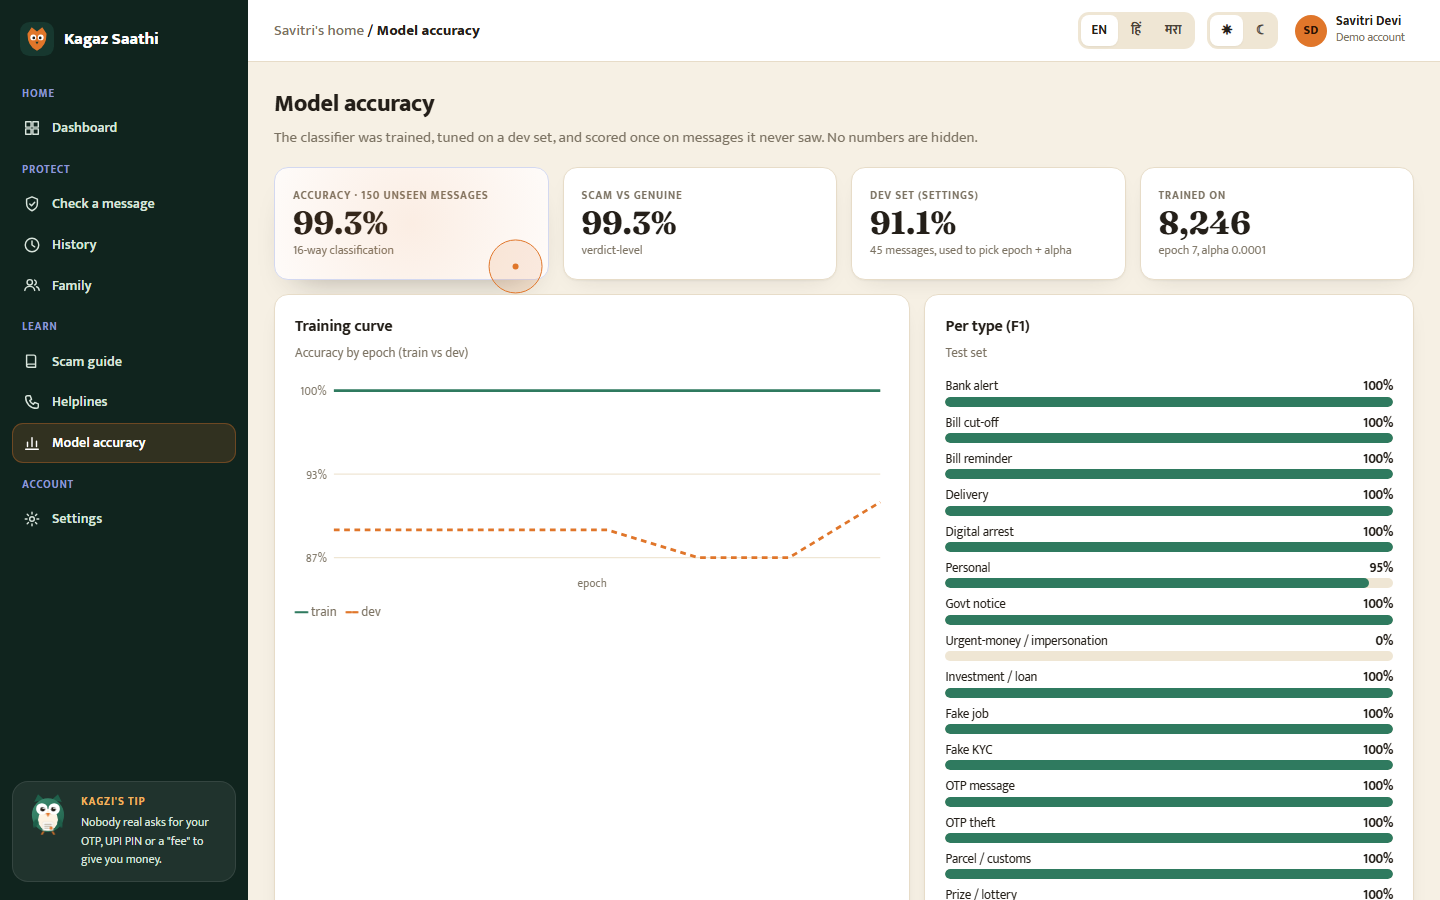 Kagaz Saathi
HOME
Dashboard
PROTECT
Check a message
History
Family
LEARN
Scam guide
Helplines
Model accuracy
ACCOUNT
Settings
KAGZI'S TIP
Nobody real asks for your
OTP, UPI PIN or a "fee" to
give you money.
Savitri's home / Model accuracy
EN हिं मरा
SD
Savitri Devi
Demo account
Model accuracy
The classifier was trained, tuned on a dev set, and scored once on messages it never saw. No numbers are hidden.
ACCURACY · 150 UNSEEN MESSAGES
99.3%
16-way classification
SCAM VS GENUINE
99.3%
verdict-level
DEV SET (SETTINGS)
91.1%
45 messages, used to pick epoch + alpha
TRAINED ON
8,246
epoch 7, alpha 0.0001
Training curve
Accuracy by epoch (train vs dev)
100%
93%
87%
epoch
train dev
Per type (F1)
Test set
Bank alert 100%
Bill cut-off 100%
Bill reminder 100%
Delivery 100%
Digital arrest 100%
Personal 95%
Govt notice 100%
Urgent-money / impersonation 0%
Investment / loan 100%
Fake job 100%
Fake KYC 100%
OTP message 100%
OTP theft 100%
Parcel / customs 100%
Prize / lottery 100%